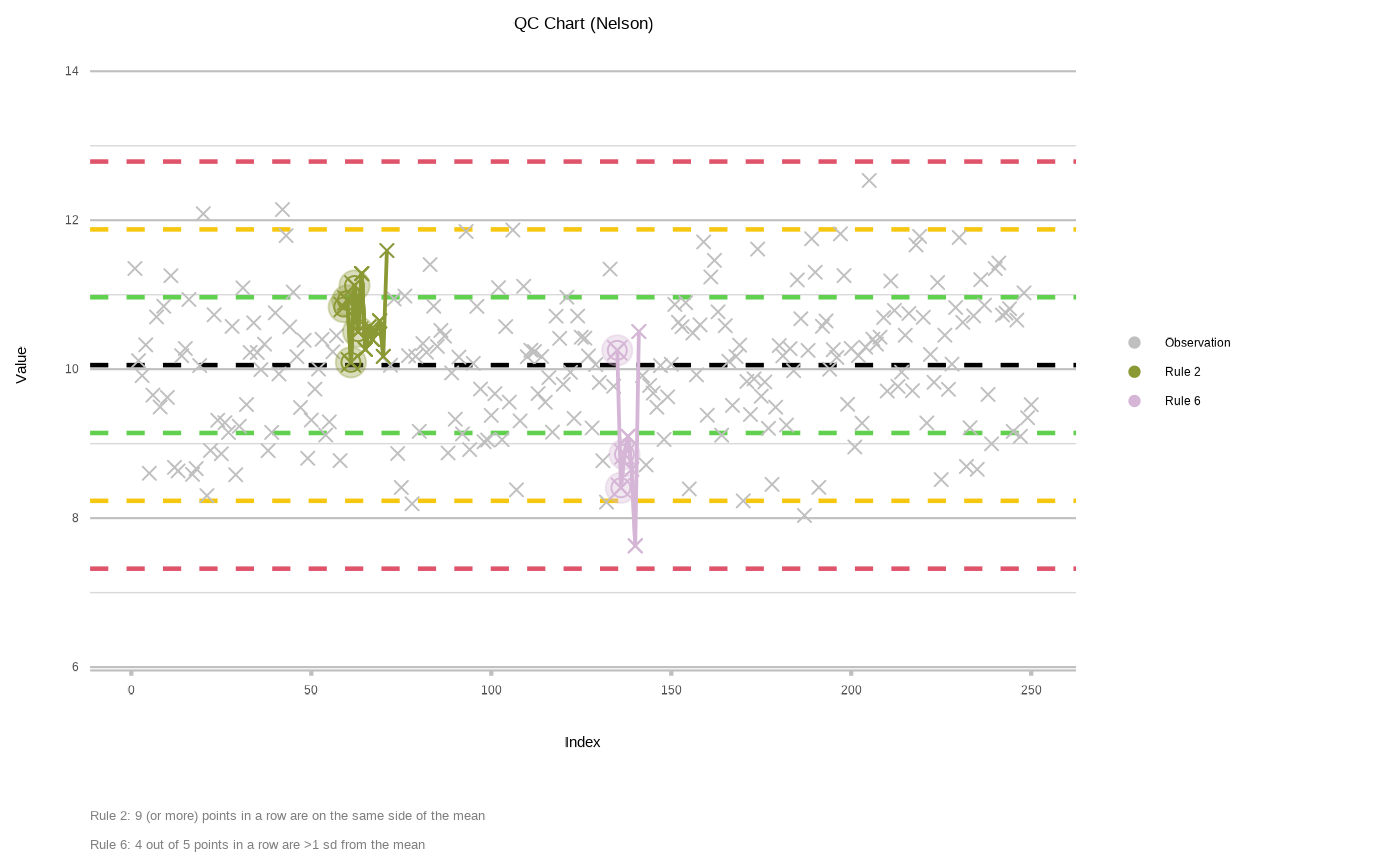 QC Chart (Nelson)
14
12
10
8
6
Value
0 50 100 150 200 250
Index
Observation
Rule 2
Rule 6
Rule 2: 9 (or more) points in a row are on the same side of the mean
Rule 6: 4 out of 5 points in a row are >1 sd from the mean